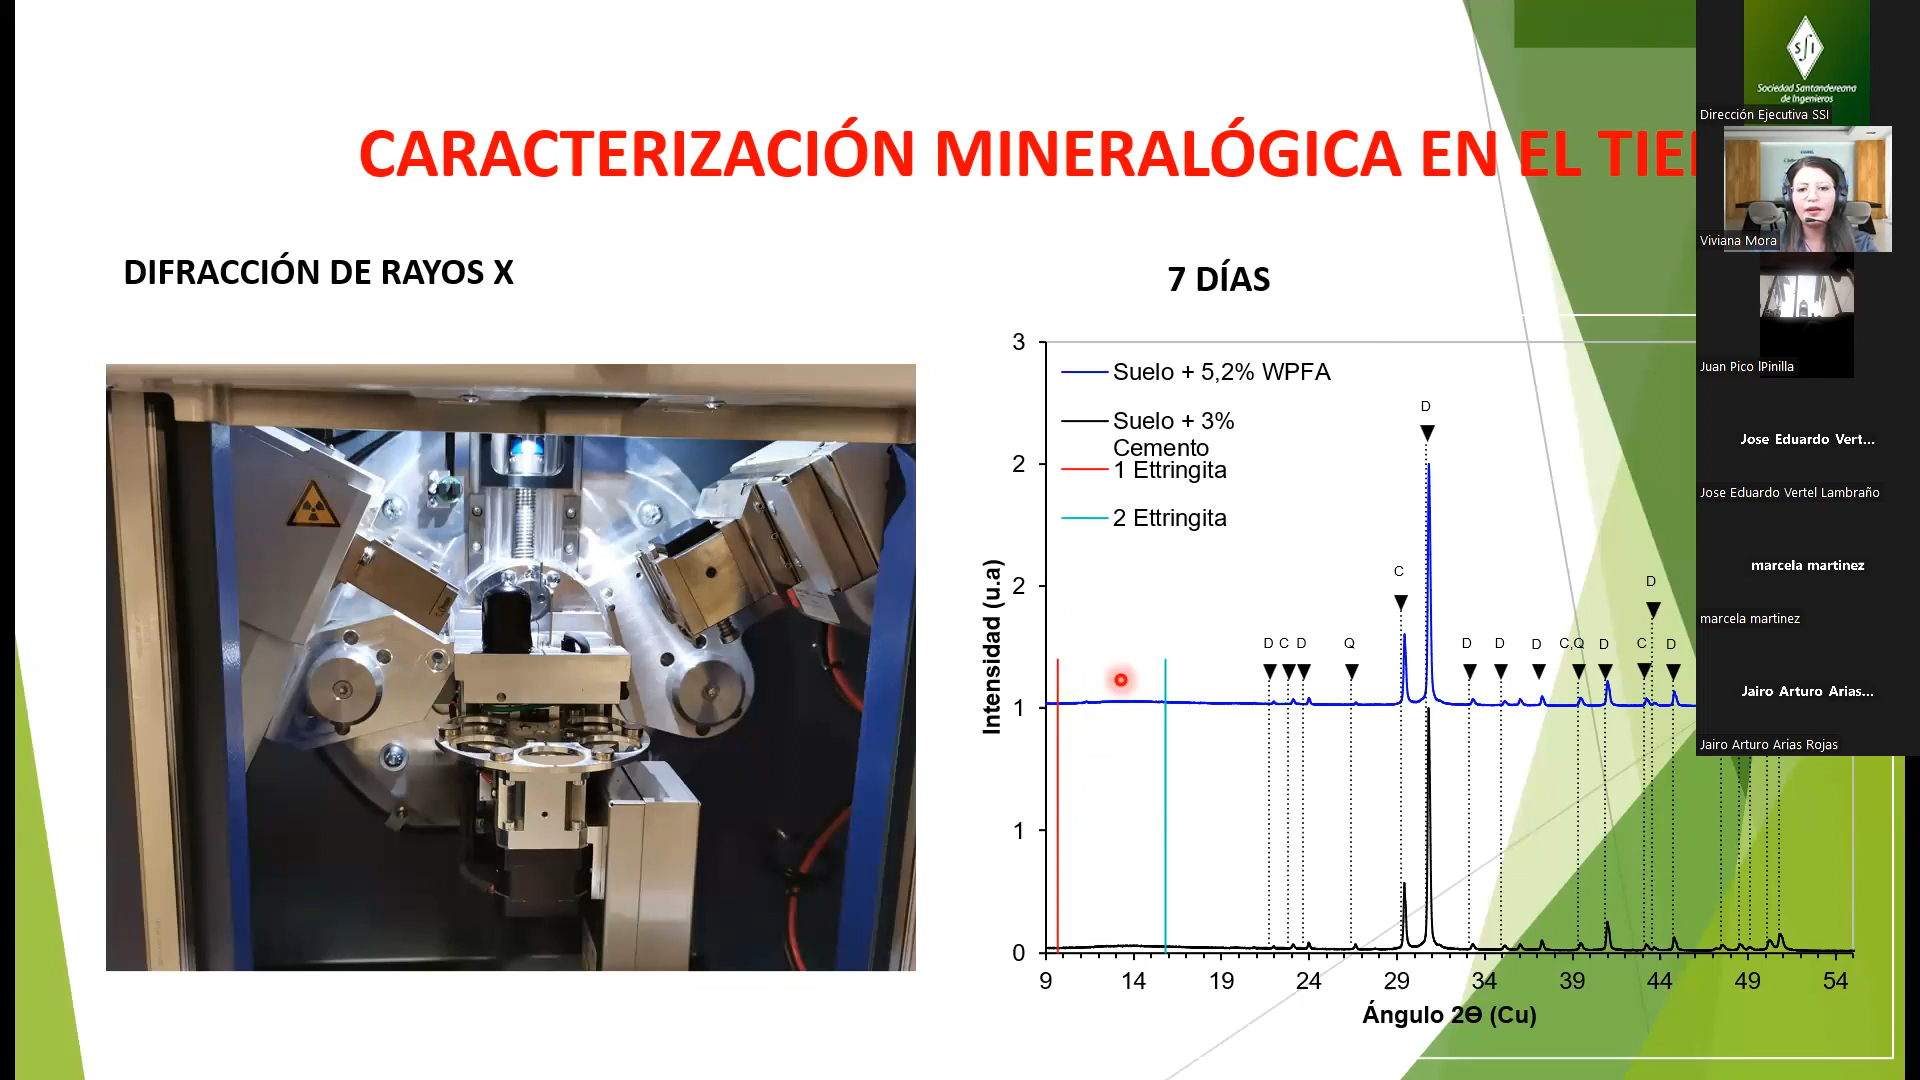 CARACTERIZACIÓN MINERALÓGICA EN EL TIE
DIFRACCIÓN DE RAYOS X
7 DÍAS
Suelo + 5,2% WPFA
Suelo + 3%
Cemento
1 Ettringita
2 Ettringita
3
2
2
1
1
0
Intensidad (u.a)
D
C
D
D C D Q D D D C,Q D C D
9 14 19 24 29 34 39 44 49 54
Ángulo 2Ɵ (Cu)
SSI
Sociedad Santandereana
de Ingenieros
Dirección Ejecutiva SSI
Viviana Mora
Juan Pico lPinilla
Jose Eduardo Vert...
Jose Eduardo Vertel Lambraño
marcela martinez
marcela martinez
Jairo Arturo Arias...
Jairo Arturo Arias Rojas